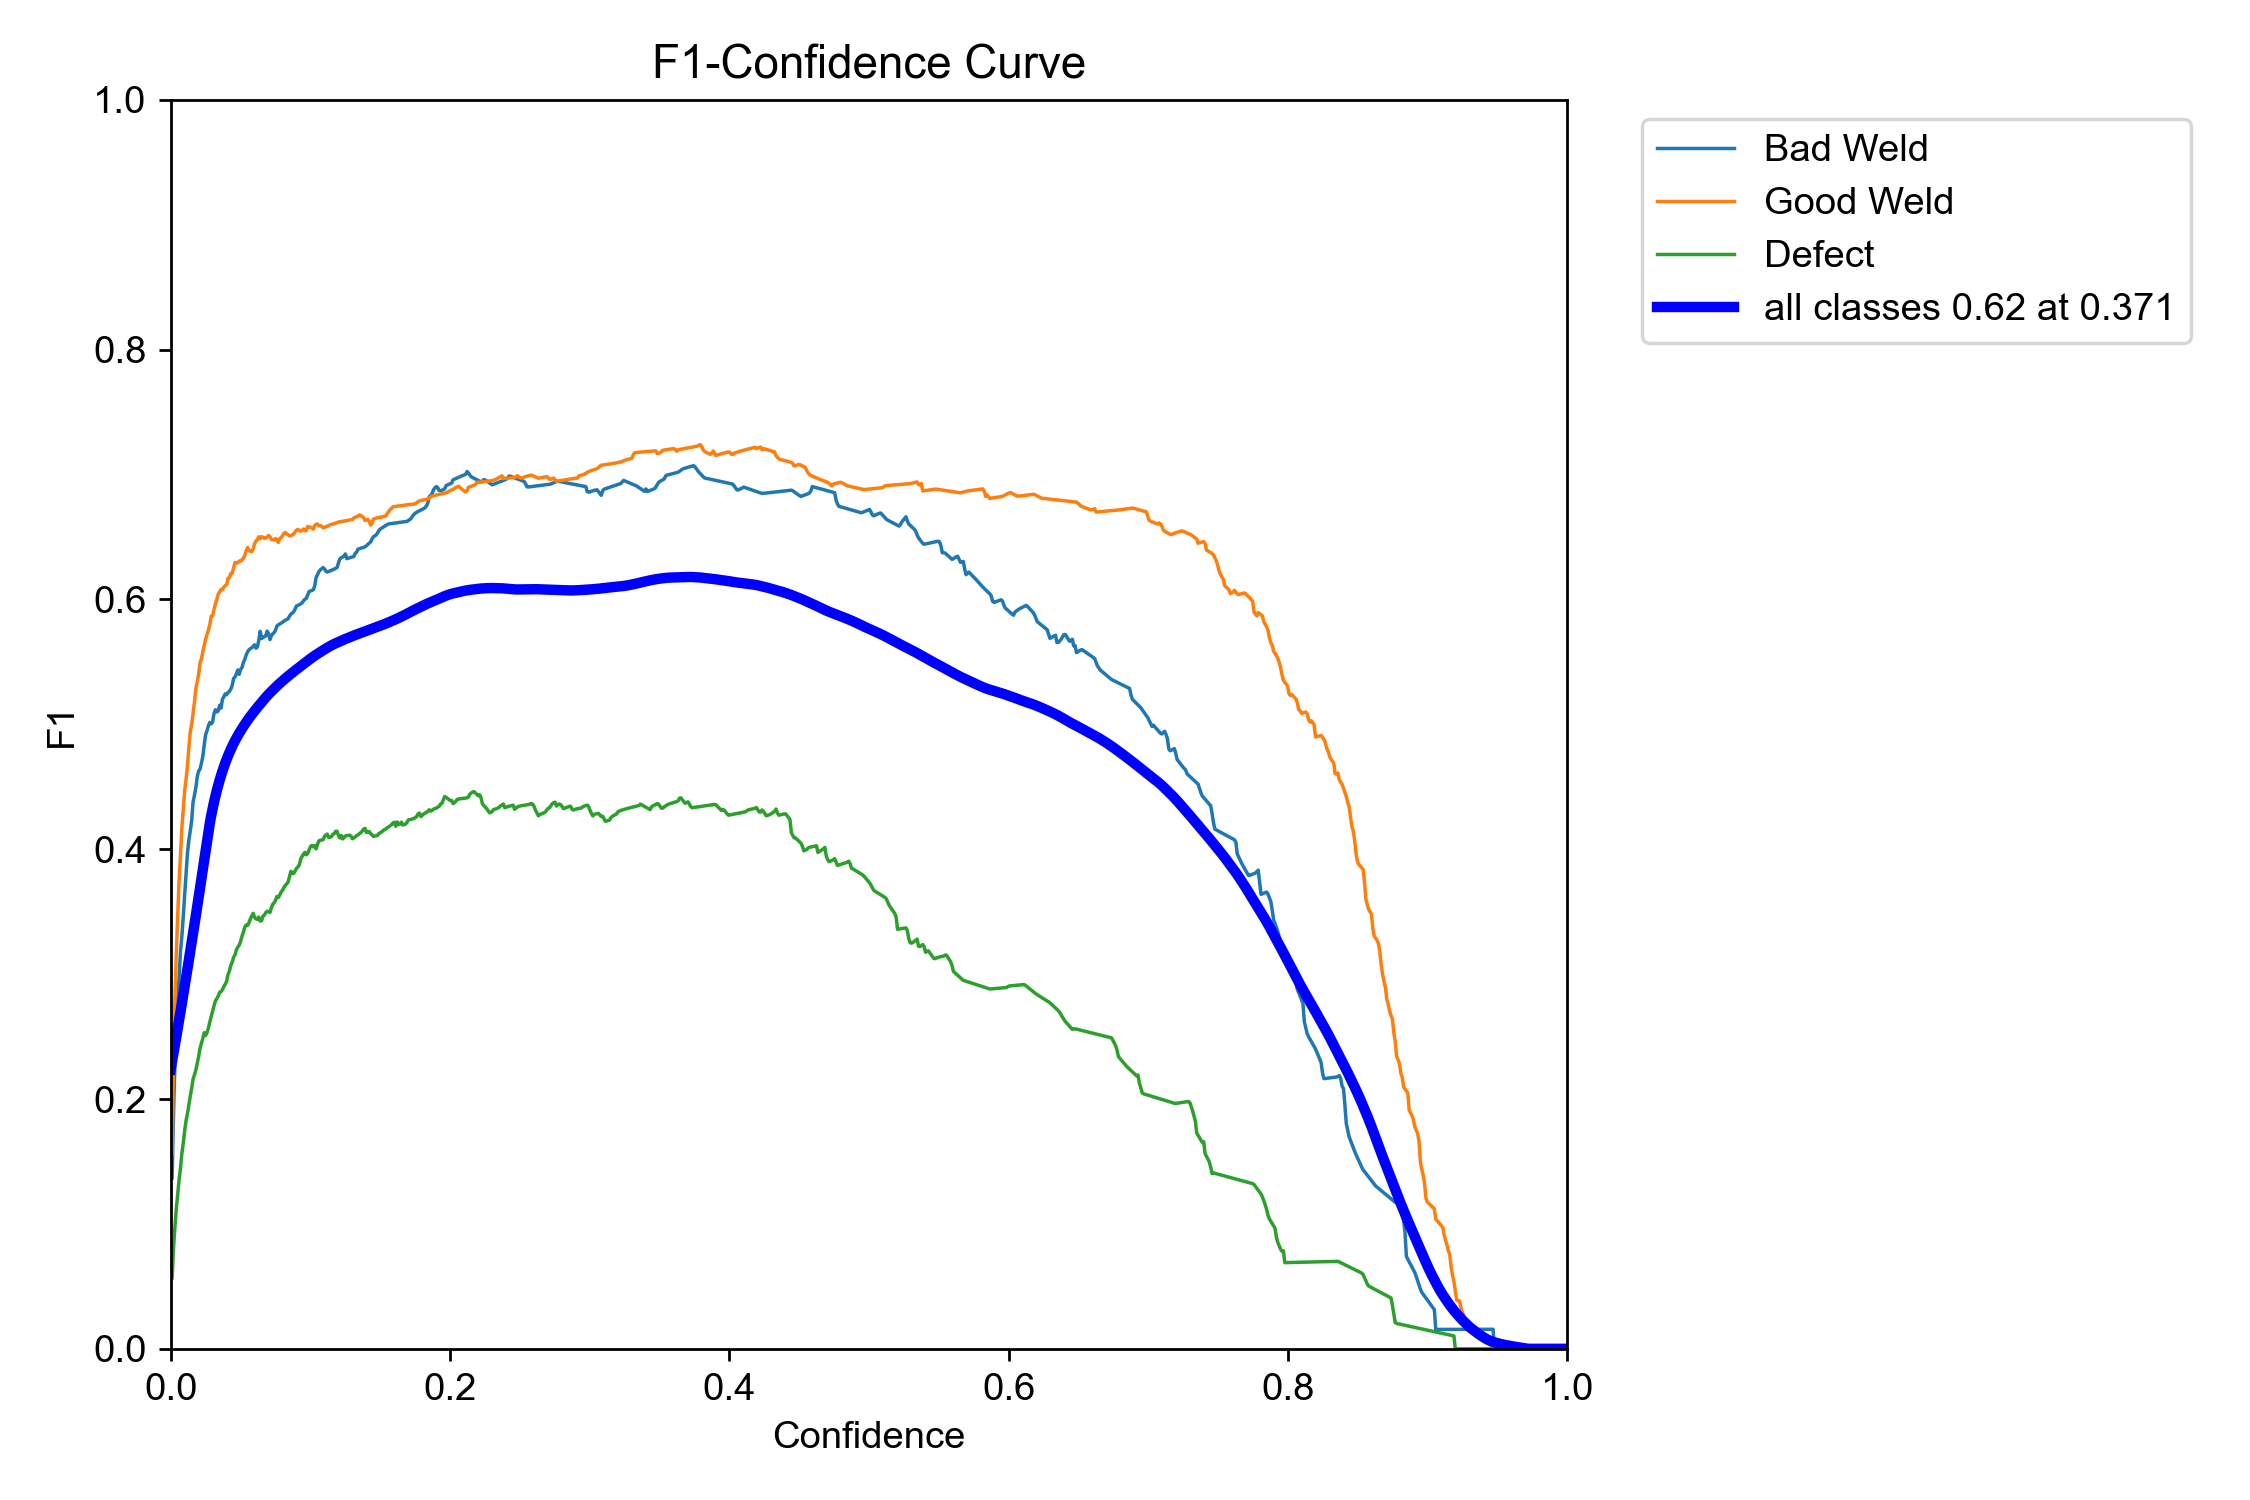 F1-Confidence Curve
1.0
0.8
0.6
0.4
0.2
0.0
F1
0.0 0.2 0.4 0.6 0.8 1.0
Confidence
Bad Weld
Good Weld
Defect
all classes 0.62 at 0.371